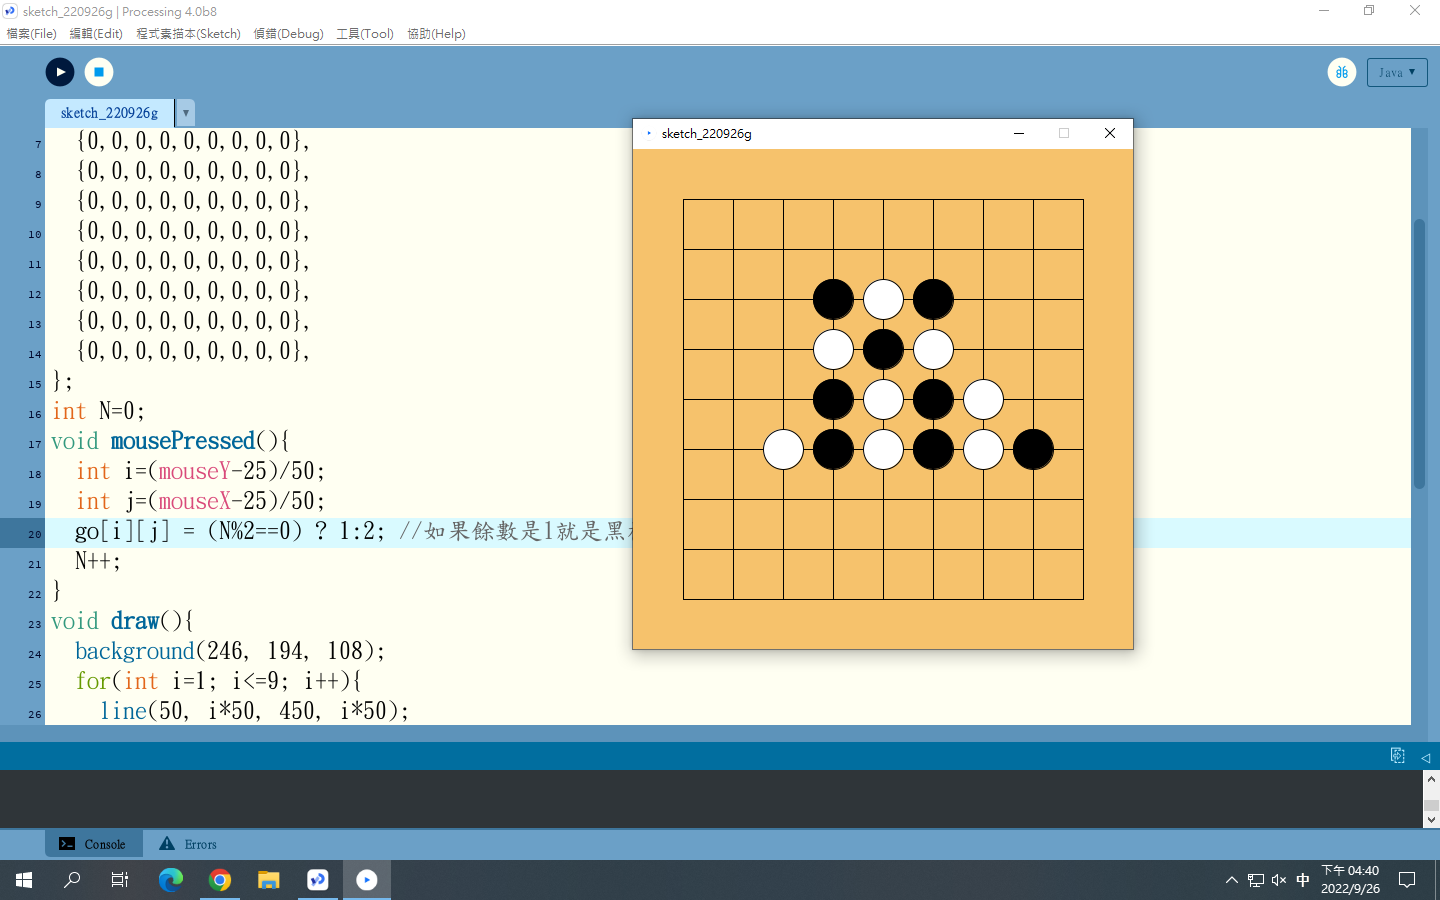 sketch_220926g | Processing 4.0b8
檔案(File) 編輯(Edit) 程式素描本(Sketch) 偵錯(Debug) 工具(Tool) 協助(Help)
Java ▼
sketch_220926g ▼
sketch_220926g
7 {0,0,0,0,0,0,0,0,0},
8 {0,0,0,0,0,0,0,0,0},
9 {0,0,0,0,0,0,0,0,0},
10 {0,0,0,0,0,0,0,0,0},
11 {0,0,0,0,0,0,0,0,0},
12 {0,0,0,0,0,0,0,0,0},
13 {0,0,0,0,0,0,0,0,0},
14 {0,0,0,0,0,0,0,0,0},
15 };
16 int N=0;
17 void mousePressed(){
18 int i=(mouseY-25)/50;
19 int j=(mouseX-25)/50;
20 go[i][j] = (N%2==0) ? 1:2; //如果餘數是1就是黑
21 N++;
22 }
23 void draw(){
24 background(246, 194, 108);
25 for(int i=1; i<=9; i++){
26 line(50, i*50, 450, i*50);
Console Errors
中 下午 04:40
2022/9/26